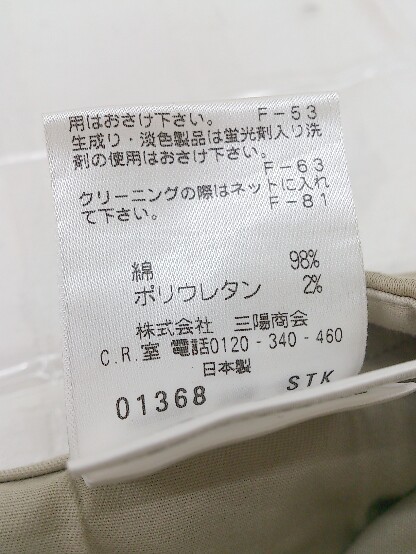 用はおさけ下さい。 F-53
生成り・淡色製品は蛍光剤入り洗
剤の使用はおさけ下さい。
F-63
クリーニングの際はネットに入れ
て下さい。 F-81
綿 98%
ポリウレタン 2%
株式会社 三陽商会
C.R.室 電話0120-340-460
日本製
01368 STK